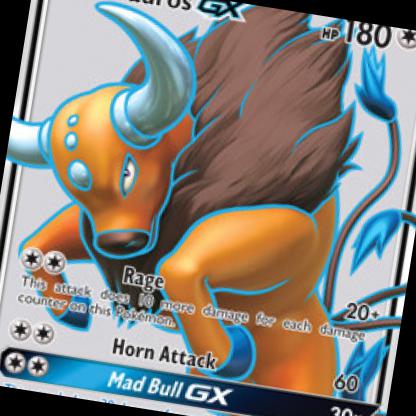 GX
HP 180
Rage
20+
This attack does 10 more damage for each damage
counter on this Pokémon.
Horn Attack
60
Mad Bull GX